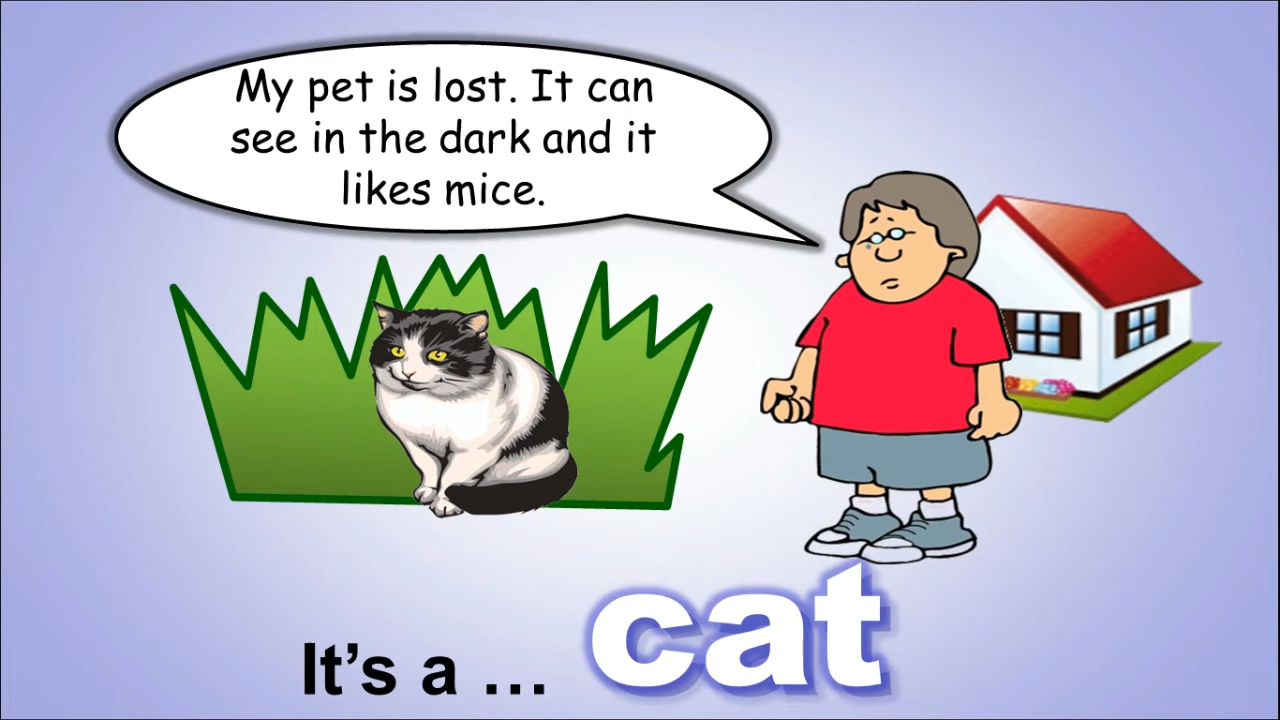 My pet is lost. It can
see in the dark and it
likes mice.
It’s a … cat